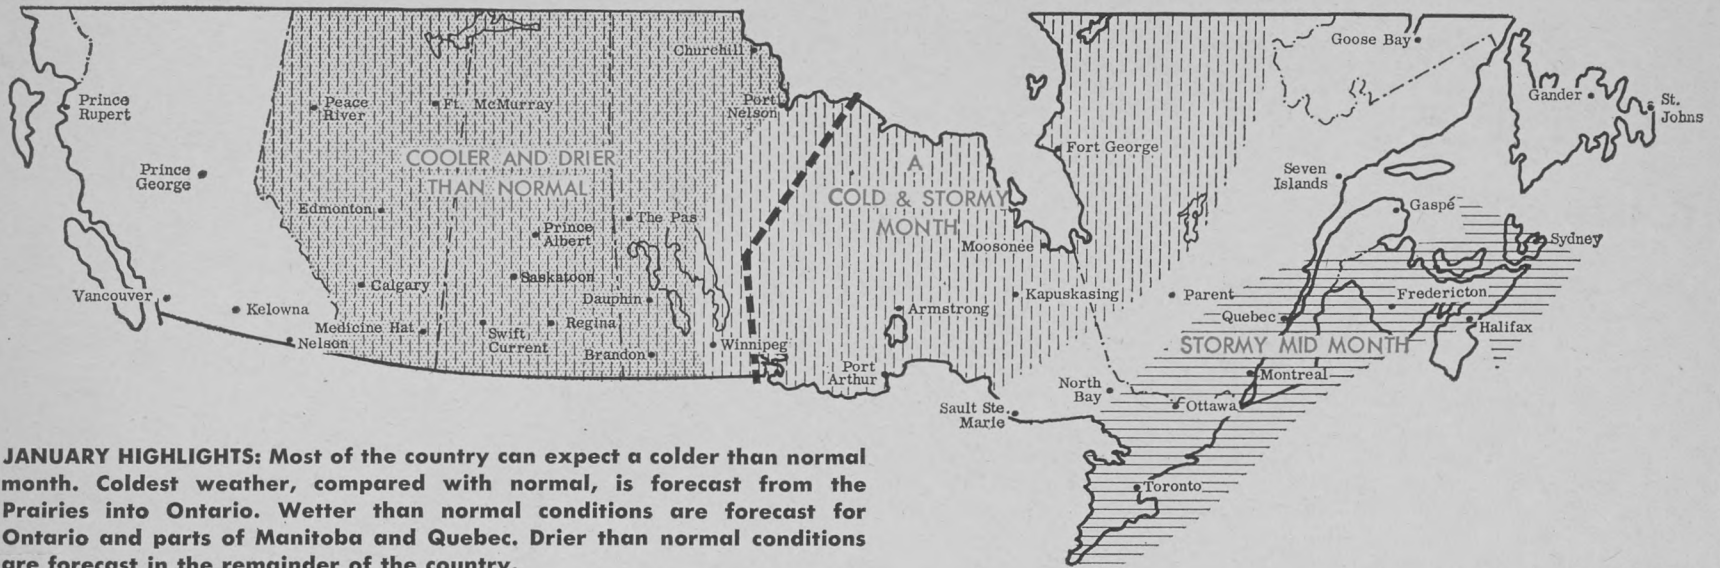 Churchill
Goose Bay
Prince
Rupert
Peace
River
Ft. McMurray
Port
Nelson
Gander
St.
Johns
COOLER AND DRIER
THAN NORMAL
A
COLD & STORMY
MONTH
Fort George
Prince
George
Seven
Islands
Edmonton
The Pas
Gaspé
Prince
Albert
Moosonee
Sydney
Saskatoon
Calgary
Vancouver
Kelowna
Dauphin
Armstrong
Kapuskasing
Parent
Fredericton
Medicine Hat
Swift
Current
Regina
Quebec
Halifax
Nelson
Brandon
Winnipeg
STORMY MID MONTH
Port
Arthur
Montreal
North
Bay
Ottawa
Sault Ste.
Marie
Toronto
JANUARY HIGHLIGHTS: Most of the country can expect a colder than normal
month. Coldest weather, compared with normal, is forecast from the
Prairies into Ontario. Wetter than normal conditions are forecast for
Ontario and parts of Manitoba and Quebec. Drier than normal conditions
are forecast in the remainder of the country.